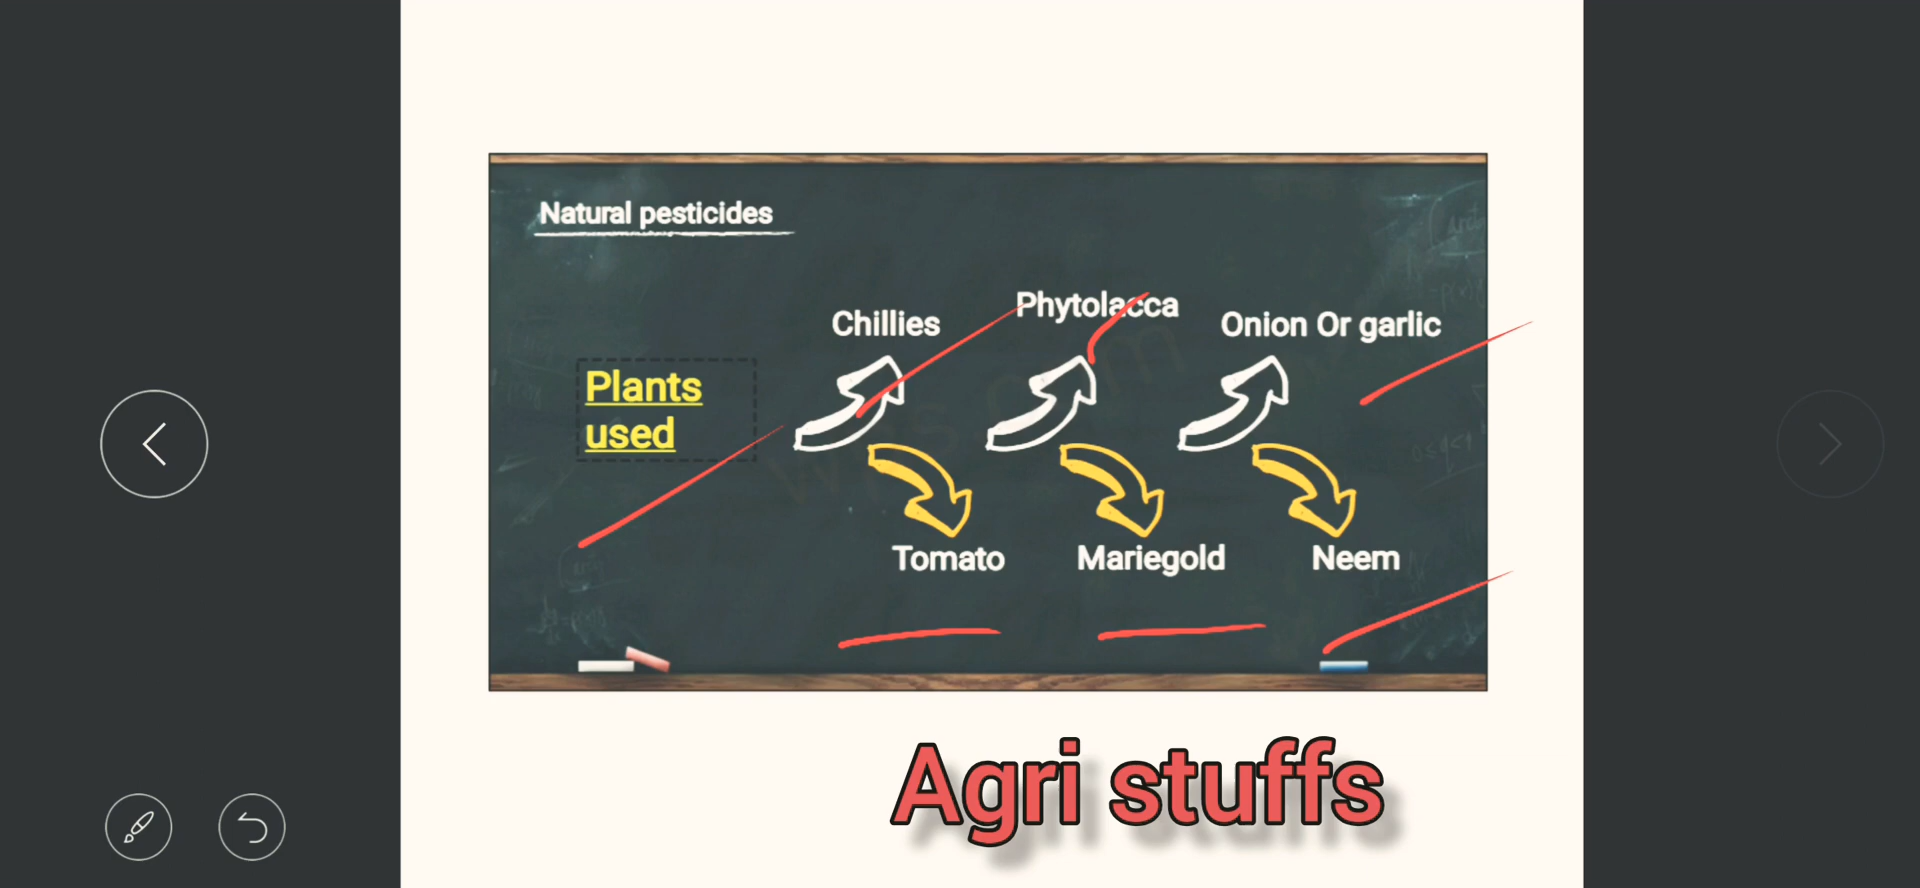 Natural pesticides
Chillies
Phytolacca
Onion Or garlic
Plants
used
Tomato
Mariegold
Neem
Agri stuffs